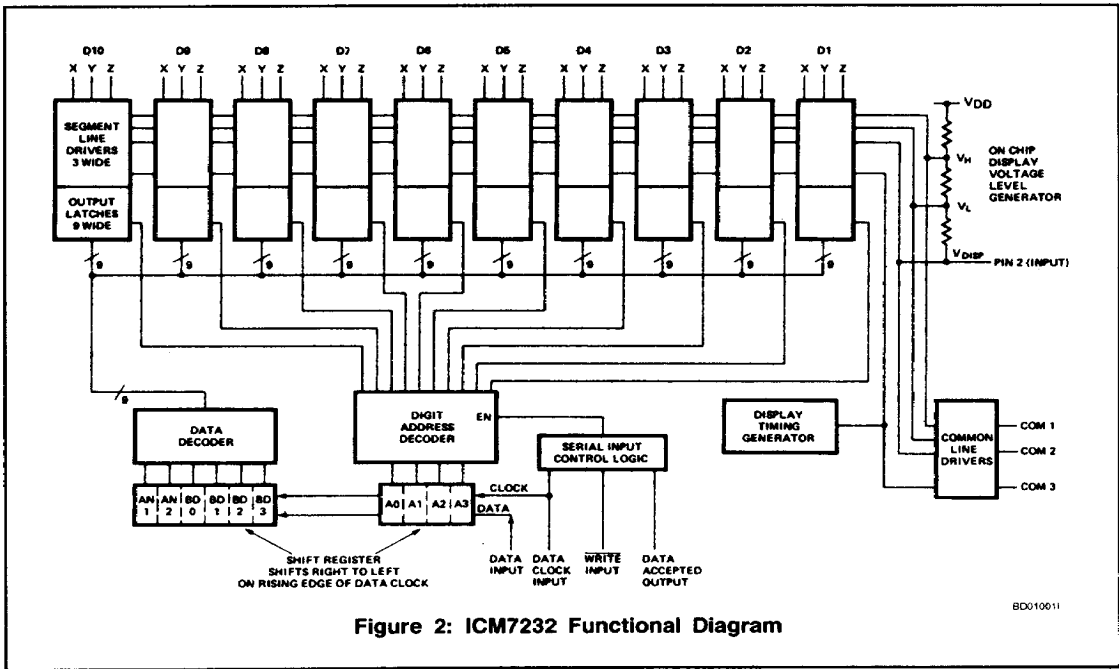 D10 D9 D8 D7 D6 D5 D4 D3 D2 D1
X Y Z X Y Z X Y Z X Y Z X Y Z X Y Z X Y Z X Y Z X Y Z X Y Z
SEGMENT
LINE
DRIVERS
3 WIDE
OUTPUT
LATCHES
9 WIDE
VDD
VH
ON CHIP
DISPLAY
VOLTAGE
LEVEL
GENERATOR
VL
VDISP
PIN 2 (INPUT)
9 9 9 9 9 9 9 9 9
9
DATA
DECODER
DIGIT
ADDRESS
DECODER
EN
SERIAL INPUT
CONTROL LOGIC
DISPLAY
TIMING
GENERATOR
COMMON
LINE
DRIVERS
COM 1
COM 2
COM 3
AN 1 AN 2 BD 0 BD 1 BD 2 BD 3
A0 A1 A2 A3
CLOCK
DATA
SHIFT REGISTER
SHIFTS RIGHT TO LEFT
ON RISING EDGE OF DATA CLOCK
DATA
INPUT
DATA
CLOCK
INPUT
WRITE
INPUT
DATA
ACCEPTED
OUTPUT
BD01001I
Figure 2: ICM7232 Functional Diagram